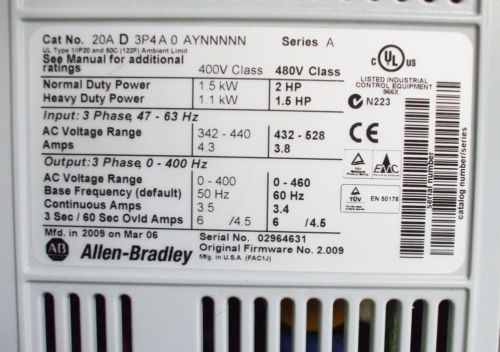 Cat No. 20A D 3P4 A 0 AYNNNNN Series A
UL Type 1/IP20 and 50C (122F) Ambient Limit
See Manual for additional
ratings 400V Class 480V Class
Normal Duty Power 1.5 kW 2 HP
Heavy Duty Power 1.1 kW 1.5 HP
Input: 3 Phase, 47 - 63 Hz
AC Voltage Range 342 - 440 432 - 528
Amps 4.3 3.8
Output: 3 Phase, 0 - 400 Hz
AC Voltage Range 0 - 400 0 - 460
Base Frequency (default) 50 Hz 60 Hz
Continuous Amps 3.5 3.4
3 Sec / 60 Sec Ovld Amps 6 /4.5 6 /4.5
Mfd. in 2009 on Mar 06 Serial No. 02964631
Original Firmware No. 2.009
AB Allen-Bradley Mfg. in U.S.A. (FAC1J)
C UL US
LISTED INDUSTRIAL
CONTROL EQUIPMENT
966X
N223
CE
TÜV
EMC
TÜV EN 50178
serial number
catalog number/series